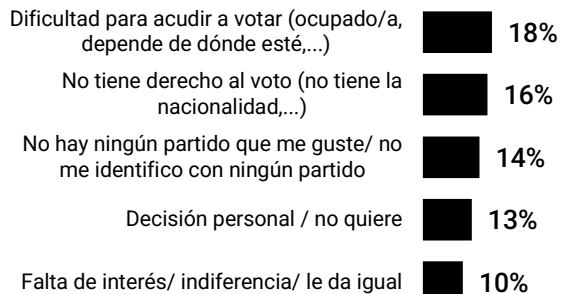 Dificultad para acudir a votar (ocupado/a,
depende de dónde esté,...)
18%
No tiene derecho al voto (no tiene la
nacionalidad,...)
16%
No hay ningún partido que me guste/ no
me identifico con ningún partido
14%
Decisión personal / no quiere
13%
Falta de interés/ indiferencia/ le da igual
10%